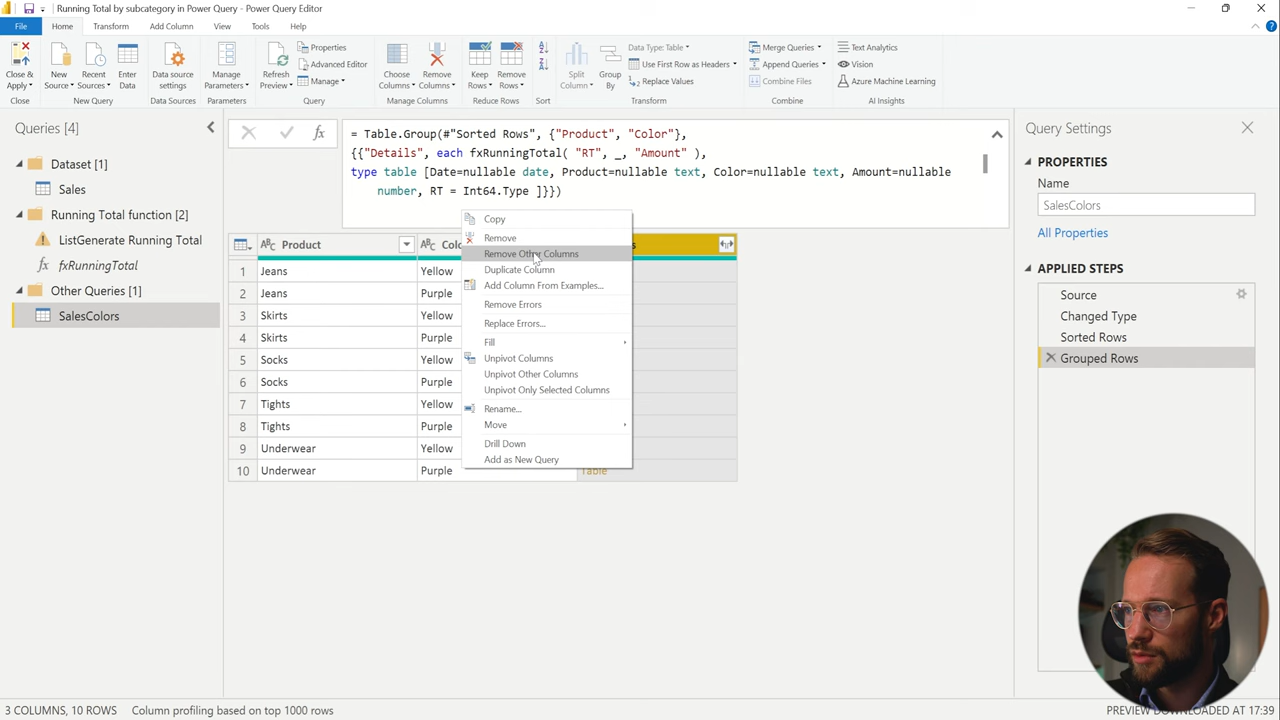 Running Total by subcategory in Power Query - Power Query Editor
File Home Transform Add Column View Tools Help
Close & Apply
New Source
Recent Sources
Enter Data
Data source settings
Manage Parameters
Refresh Preview
Properties
Advanced Editor
Manage
Choose Columns
Remove Columns
Keep Rows
Remove Rows
Split Column
Group By
Data Type: Table
Use First Row as Headers
Replace Values
Merge Queries
Append Queries
Combine Files
Text Analytics
Vision
Azure Machine Learning
Close New Query Data Sources Parameters Query Manage Columns Reduce Rows Sort Transform Combine AI Insights
Queries [4]
Dataset [1]
Sales
Running Total function [2]
ListGenerate Running Total
fx fxRunningTotal
Other Queries [1]
SalesColors
fx
= Table.Group(#"Sorted Rows", {"Product", "Color"},
{{"Details", each fxRunningTotal( "RT", _, "Amount" ),
type table [Date=nullable date, Product=nullable text, Color=nullable text, Amount=nullable
number, RT = Int64.Type ]}})
ABC Product ABC
1 Jeans Yellow
2 Jeans Purple
3 Skirts Yellow
4 Skirts Purple
5 Socks Yellow
6 Socks Purple
7 Tights Yellow
8 Tights Purple
9 Underwear Yellow
10 Underwear Purple Table
Copy
Remove
Remove Other Columns
Duplicate Column
Add Column From Examples...
Remove Errors
Replace Errors...
Fill
Unpivot Columns
Unpivot Other Columns
Unpivot Only Selected Columns
Rename...
Move
Drill Down
Add as New Query
Query Settings
PROPERTIES
Name
SalesColors
All Properties
APPLIED STEPS
Source
Changed Type
Sorted Rows
Grouped Rows
3 COLUMNS, 10 ROWS Column profiling based on top 1000 rows
PREVIEW DOWNLOADED AT 17:39